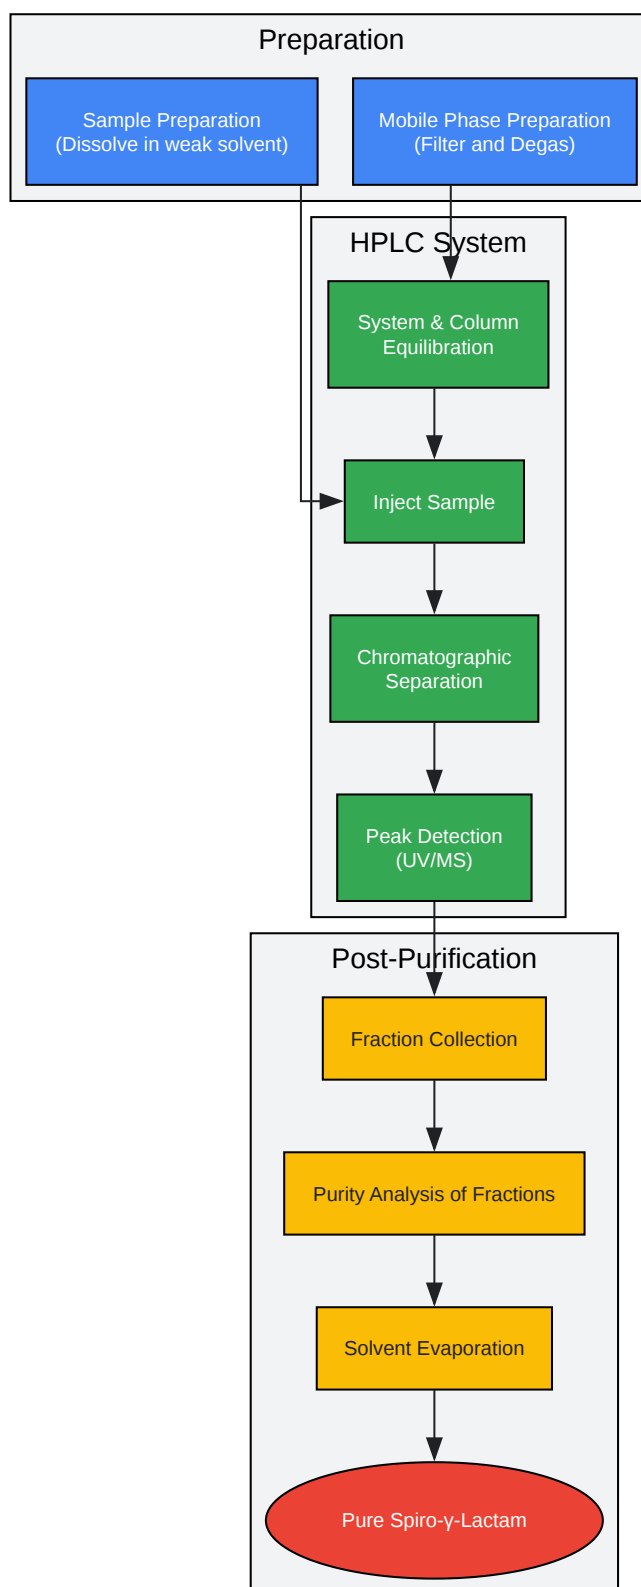 Preparation
Sample Preparation
(Dissolve in weak solvent)
Mobile Phase Preparation
(Filter and Degas)
HPLC System
System & Column
Equilibration
Inject Sample
Chromatographic
Separation
Peak Detection
(UV/MS)
Post-Purification
Fraction Collection
Purity Analysis of Fractions
Solvent Evaporation
Pure Spiro-γ-Lactam